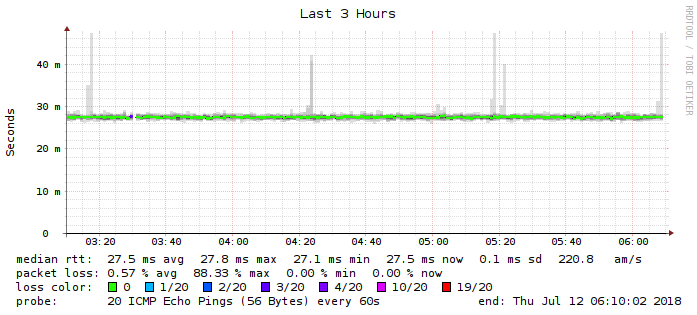 Last 3 Hours
RRDTOOL / TOBI OETIKER
Seconds
40 m
30 m
20 m
10 m
0
03:20 03:40 04:00 04:20 04:40 05:00 05:20 05:40 06:00
median rtt: 27.5 ms avg 27.8 ms max 27.1 ms min 27.5 ms now 0.1 ms sd 220.8 am/s
packet loss: 0.57 % avg 88.33 % max 0.00 % min 0.00 % now
loss color: 0 1/20 2/20 3/20 4/20 10/20 19/20
probe: 20 ICMP Echo Pings (56 Bytes) every 60s end: Thu Jul 12 06:10:02 2018